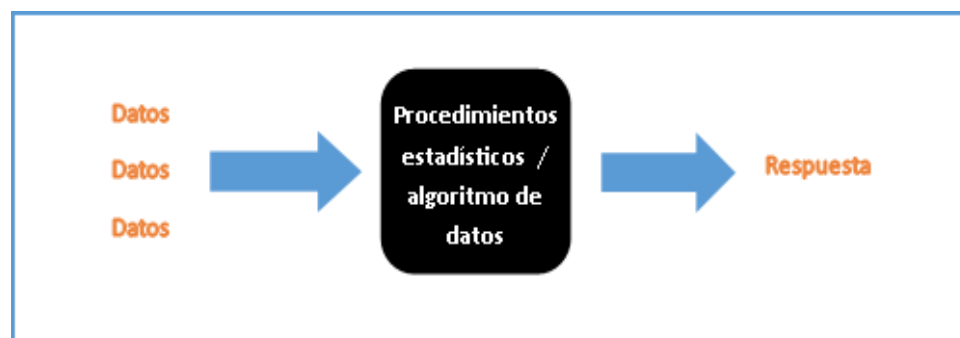 Datos
Datos
Datos
Procedimientos
estadísticos /
algoritmo de
datos
Respuesta